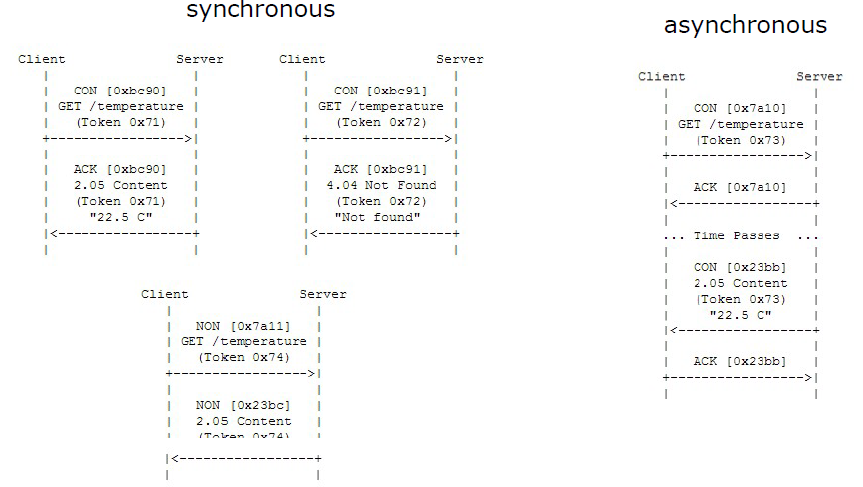 synchronous
Client Server
CON [0xbc90]
GET /temperature
(Token 0x71)
ACK [0xbc90]
2.05 Content
(Token 0x71)
"22.5 C"
Client Server
CON [0xbc91]
GET /temperature
(Token 0x72)
ACK [0xbc91]
4.04 Not Found
(Token 0x72)
"Not found"
Client Server
NON [0x7a11]
GET /temperature
(Token 0x74)
NON [0x23bc]
2.05 Content
(Token 0x74)
asynchronous
Client Server
CON [0x7a10]
GET /temperature
(Token 0x73)
ACK [0x7a10]
... Time Passes ...
CON [0x23bb]
2.05 Content
(Token 0x73)
"22.5 C"
ACK [0x23bb]